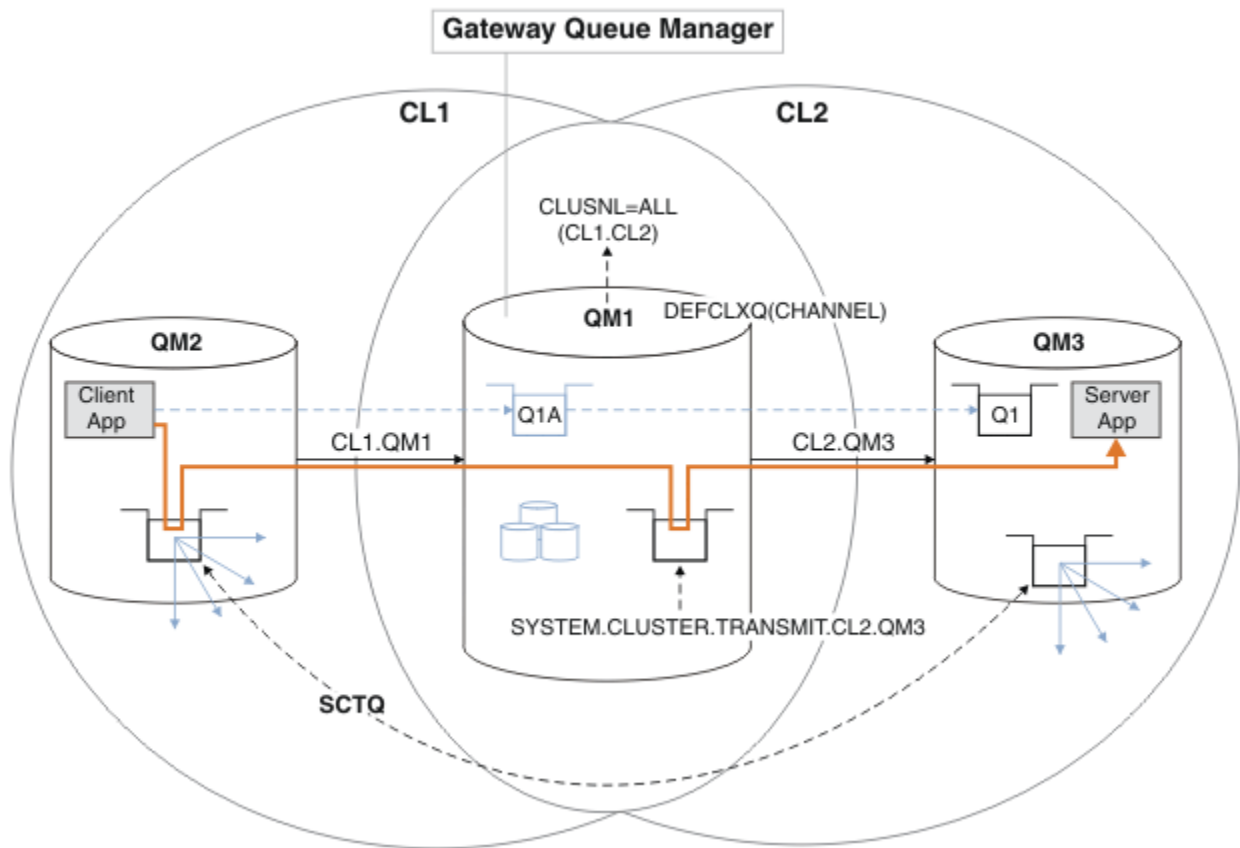 Gateway Queue Manager
CL1
CL2
CLUSNL=ALL
(CL1.CL2)
QM1
DEFCLXQ(CHANNEL)
QM2
QM3
Client
App
Q1A
Q1
Server
App
CL1.QM1
CL2.QM3
SYSTEM.CLUSTER.TRANSMIT.CL2.QM3
SCTQ